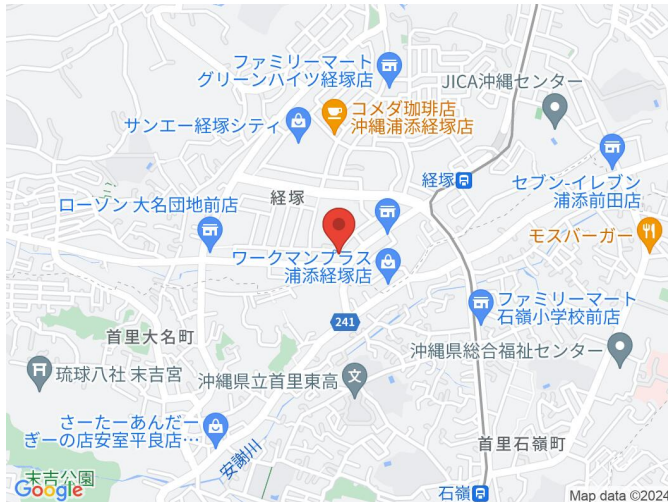 ファミリーマート
グリーンハイツ経塚店
JICA沖縄センター
コメダ珈琲店
沖縄浦添経塚店
サンエー経塚シティ
経塚
セブン-イレブン
浦添前田店
ローソン 大名団地前店
経塚
モスバーガー
ワークマンプラス
浦添経塚店
ファミリーマート
石嶺小学校前店
241
首里大名町
沖縄県総合福祉センター
琉球八社 末吉宮
沖縄県立首里東高
文
さーたーあんだー
ぎーの店安室平良店…
安謝川
首里石嶺町
末吉公園
Google
石嶺
Map data ©2024